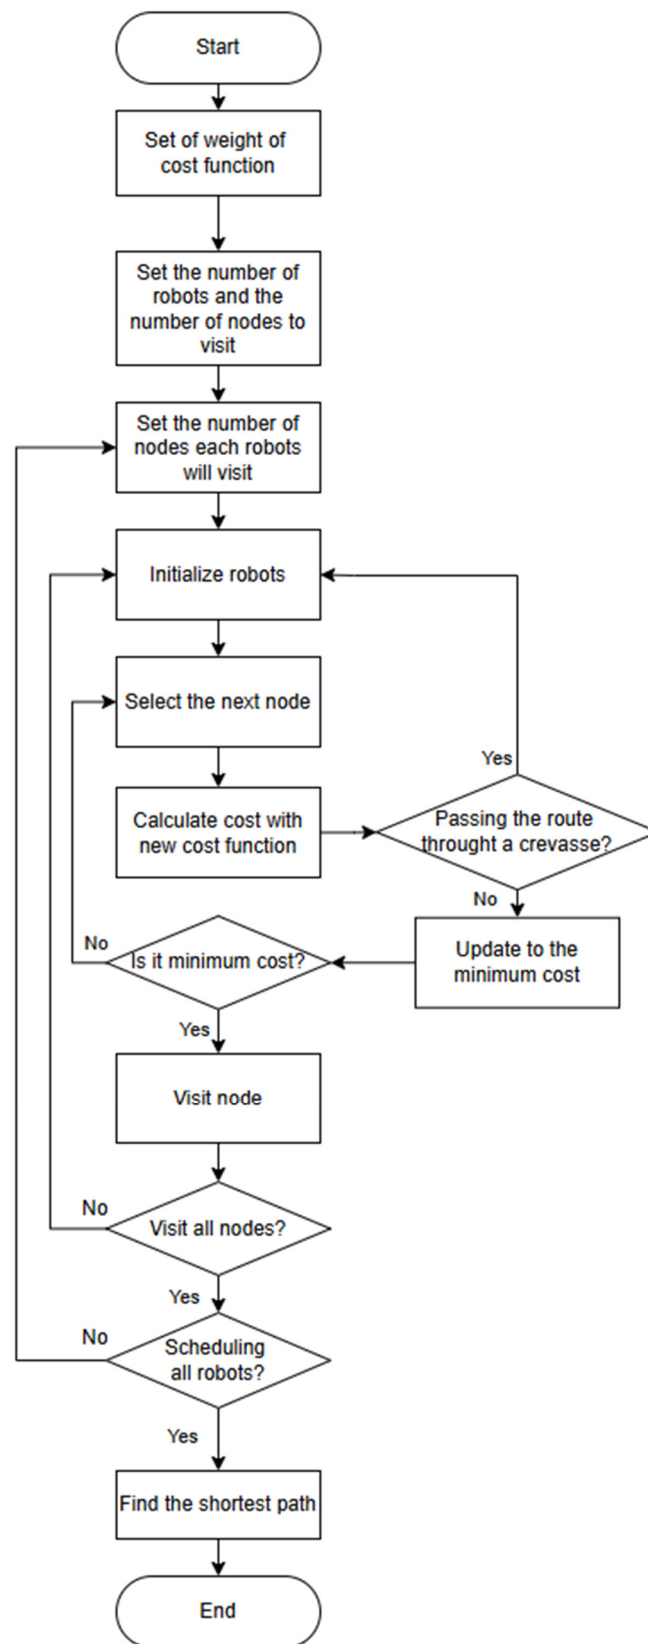 Start
Set of weight of
cost function
Set the number of
robots and the
number of nodes to
visit
Set the number of
nodes each robots
will visit
Initialize robots
Select the next node
Yes
Calculate cost with
new cost function
Passing the route
throught a crevasse?
No
No
Is it minimum cost?
Update to the
minimum cost
Yes
Visit node
No
Visit all nodes?
Yes
No
Scheduling
all robots?
Yes
Find the shortest path
End